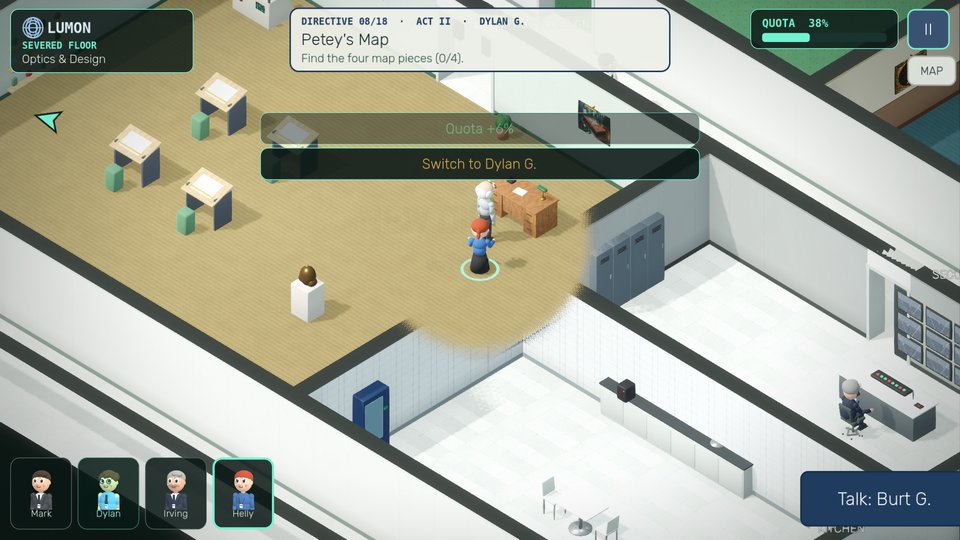 LUMON
SEVERED FLOOR
Optics & Design
DIRECTIVE 08/18 · ACT II · DYLAN G.
Petey's Map
Find the four map pieces (0/4).
QUOTA 38%
MAP
Quota +6%
Switch to Dylan G.
Mark
Dylan
Irving
Helly
Talk: Burt G.